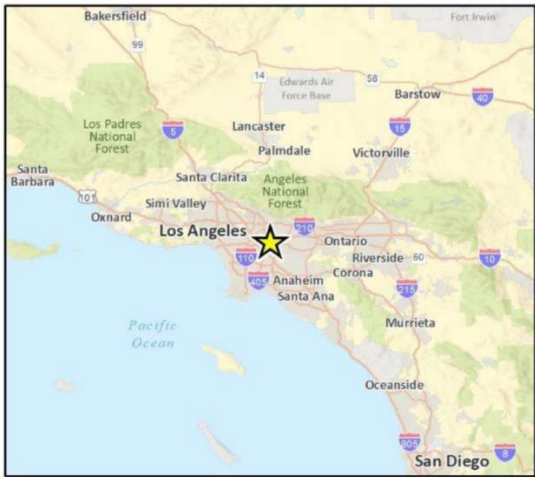 Bakersfield
Fort Irwin
99
14
58
Edwards Air
Force Base
Barstow
40
Los Padres
National
Forest
5
Lancaster
15
Palmdale
Victorville
Santa
Barbara
Santa Clarita
Angeles
National
Forest
101
Simi Valley
Oxnard
Los Angeles
210
Ontario
110
Riverside
60
10
Corona
405
Anaheim
215
Santa Ana
Pacific
Ocean
Murrieta
Oceanside
805
8
San Diego